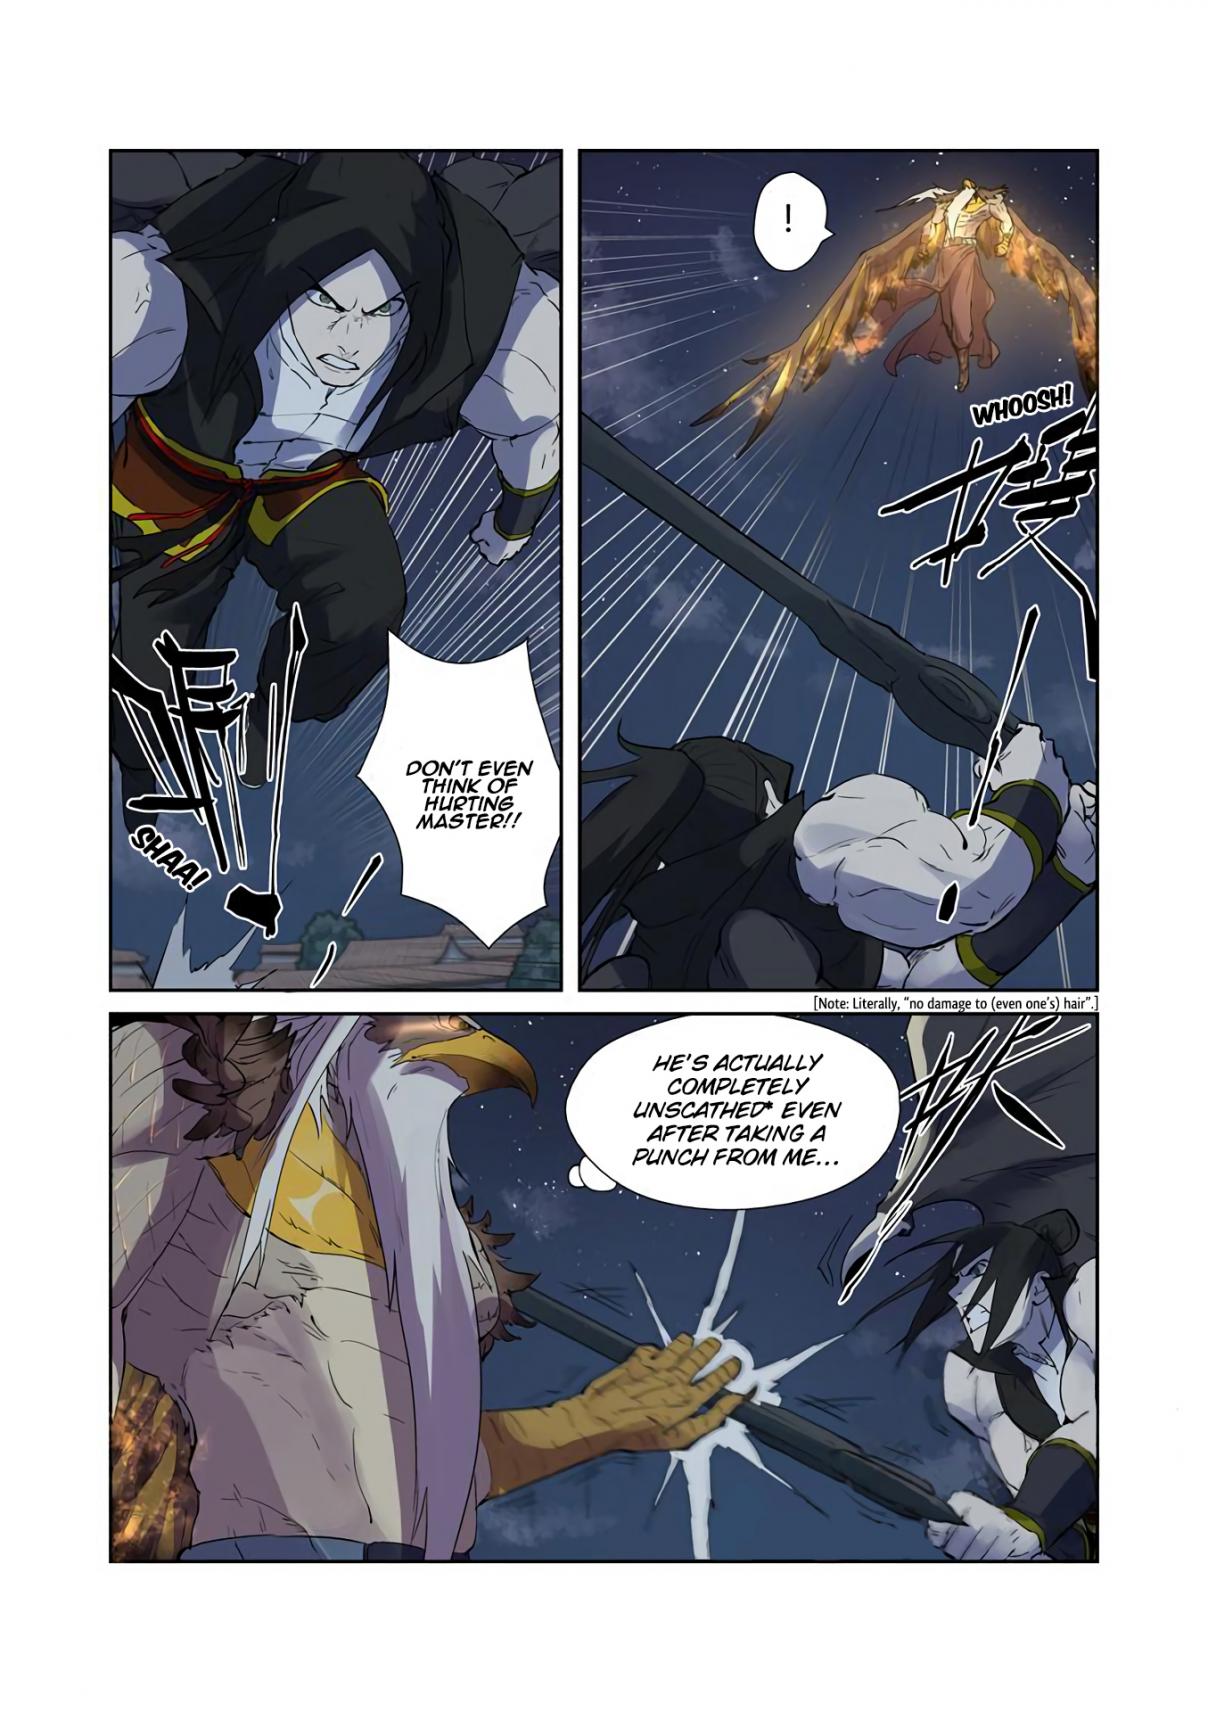 DON'T EVEN
THINK OF
HURTING
MASTER!!
SHAA!
!
WHOOSH!
[Note: Literally, "no damage to (even one's) hair".]
HE'S ACTUALLY
COMPLETELY
UNSCATHED* EVEN
AFTER TAKING A
PUNCH FROM ME...